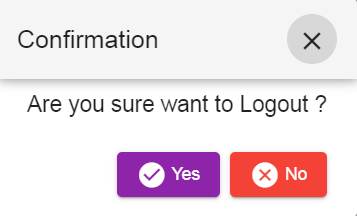 Confirmation
Are you sure want to Logout ?
Yes
No